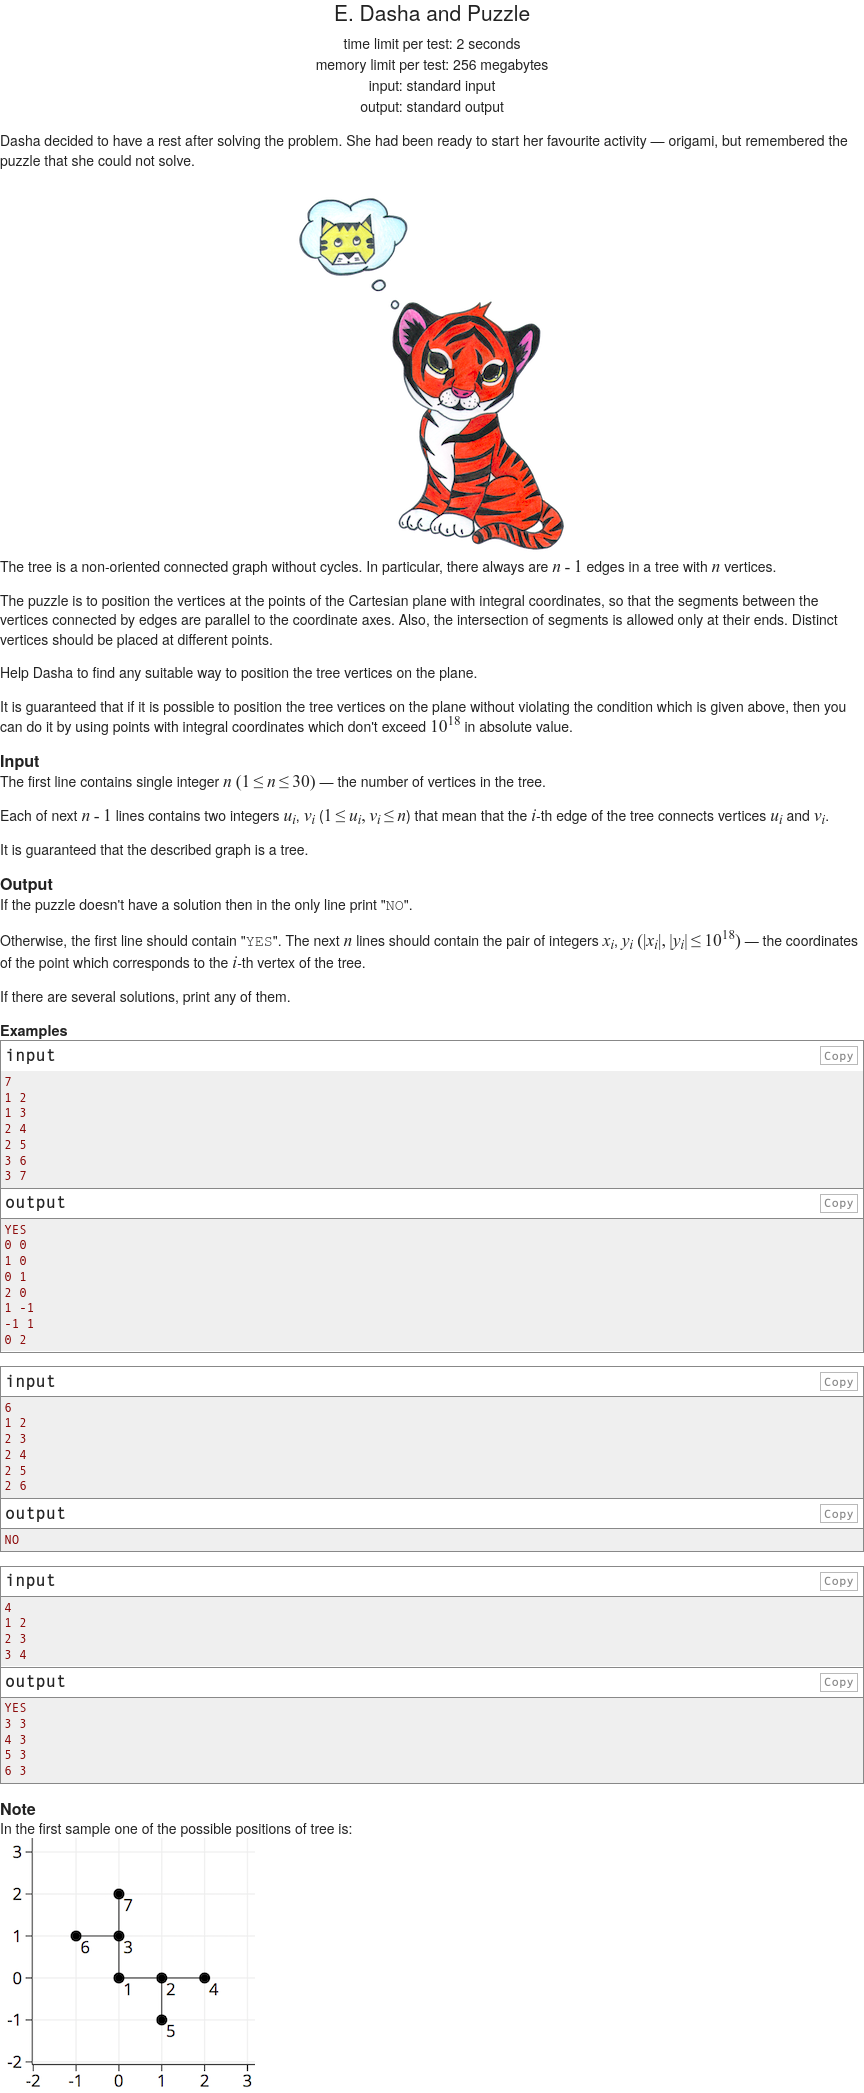 E. Dasha and Puzzle
time limit per test: 2 seconds
memory limit per test: 256 megabytes
input: standard input
output: standard output
Dasha decided to have a rest after solving the problem. She had been ready to start her favourite activity — origami, but remembered the
puzzle that she could not solve.
The tree is a non-oriented connected graph without cycles. In particular, there always are n - 1 edges in a tree with n vertices.
The puzzle is to position the vertices at the points of the Cartesian plane with integral coordinates, so that the segments between the
vertices connected by edges are parallel to the coordinate axes. Also, the intersection of segments is allowed only at their ends. Distinct
vertices should be placed at different points.
Help Dasha to find any suitable way to position the tree vertices on the plane.
It is guaranteed that if it is possible to position the tree vertices on the plane without violating the condition which is given above, then you
can do it by using points with integral coordinates which don't exceed 10^18 in absolute value.
Input
The first line contains single integer n (1 ≤ n ≤ 30) — the number of vertices in the tree.
Each of next n - 1 lines contains two integers u_i, v_i (1 ≤ u_i, v_i ≤ n) that mean that the i-th edge of the tree connects vertices u_i and v_i.
It is guaranteed that the described graph is a tree.
Output
If the puzzle doesn't have a solution then in the only line print "NO".
Otherwise, the first line should contain "YES". The next n lines should contain the pair of integers x_i, y_i (|x_i|, |y_i| ≤ 10^18) — the coordinates
of the point which corresponds to the i-th vertex of the tree.
If there are several solutions, print any of them.
Examples
input Copy
7
1 2
1 3
2 4
2 5
3 6
3 7
output Copy
YES
0 0
1 0
0 1
2 0
1 -1
-1 1
0 2
input Copy
6
1 2
2 3
2 4
2 5
2 6
output Copy
NO
input Copy
4
1 2
2 3
3 4
output Copy
YES
3 3
4 3
5 3
6 3
Note
In the first sample one of the possible positions of tree is:
3
2
7
1
6 3
0
1 2 4
-1
5
-2
-2 -1 0 1 2 3